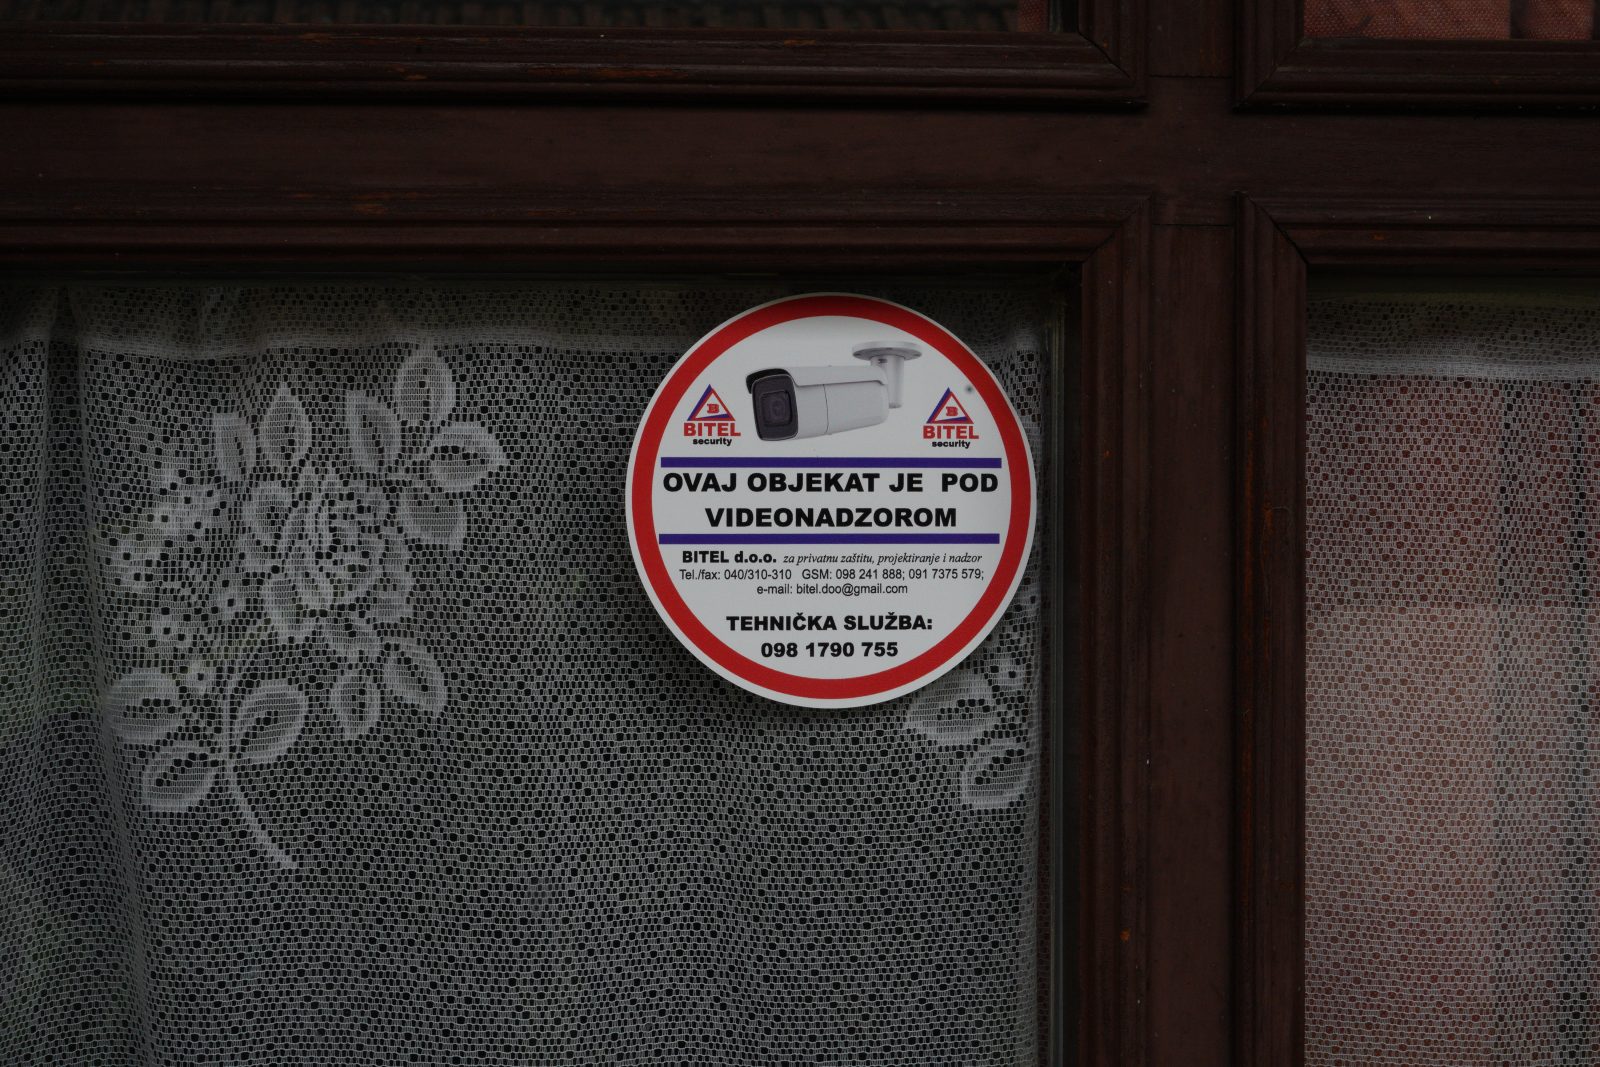 B
BITEL
security
B
BITEL
security
OVAJ OBJEKAT JE POD
VIDEONADZOROM
BITEL d.o.o. za privatnu zaštitu, projektiranje i nadzor
Tel./fax: 040/310-310 GSM: 098 241 888; 091 7375 579;
e-mail: bitel.doo@gmail.com
TEHNIČKA SLUŽBA:
098 1790 755